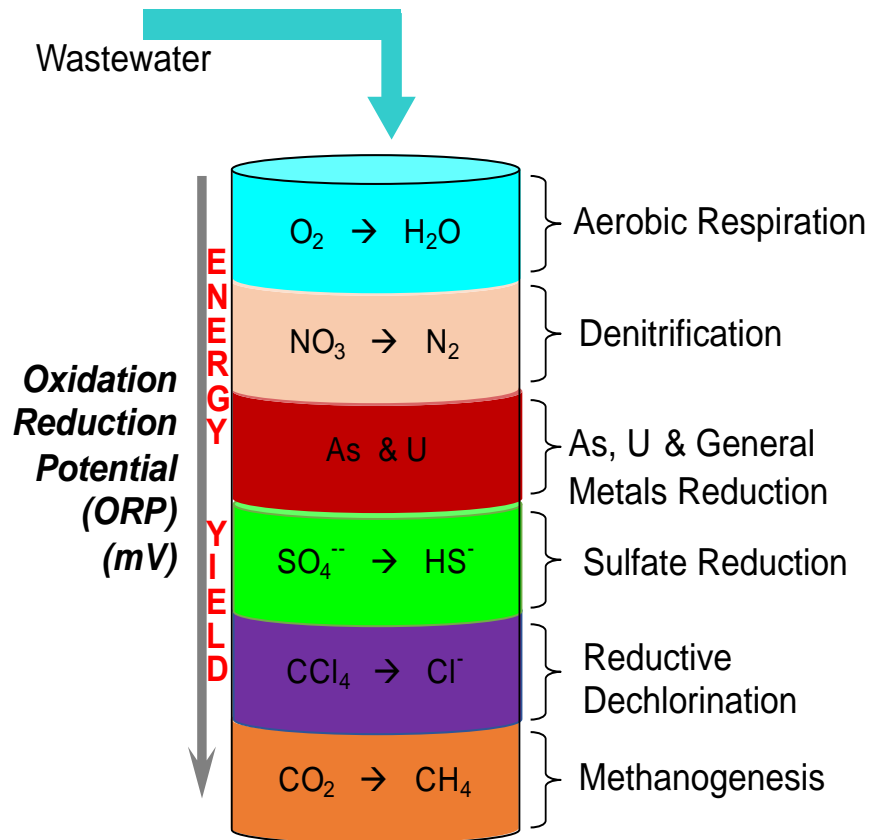 Wastewater
O₂ → H₂O
Aerobic Respiration
NO₃ → N₂
Denitrification
ENERGY YIELD
Oxidation
Reduction
Potential
(ORP)
(mV)
As & U
As, U & General
Metals Reduction
SO₄⁻⁻ → HS⁻
Sulfate Reduction
CCl₄ → Cl⁻
Reductive
Dechlorination
CO₂ → CH₄
Methanogenesis